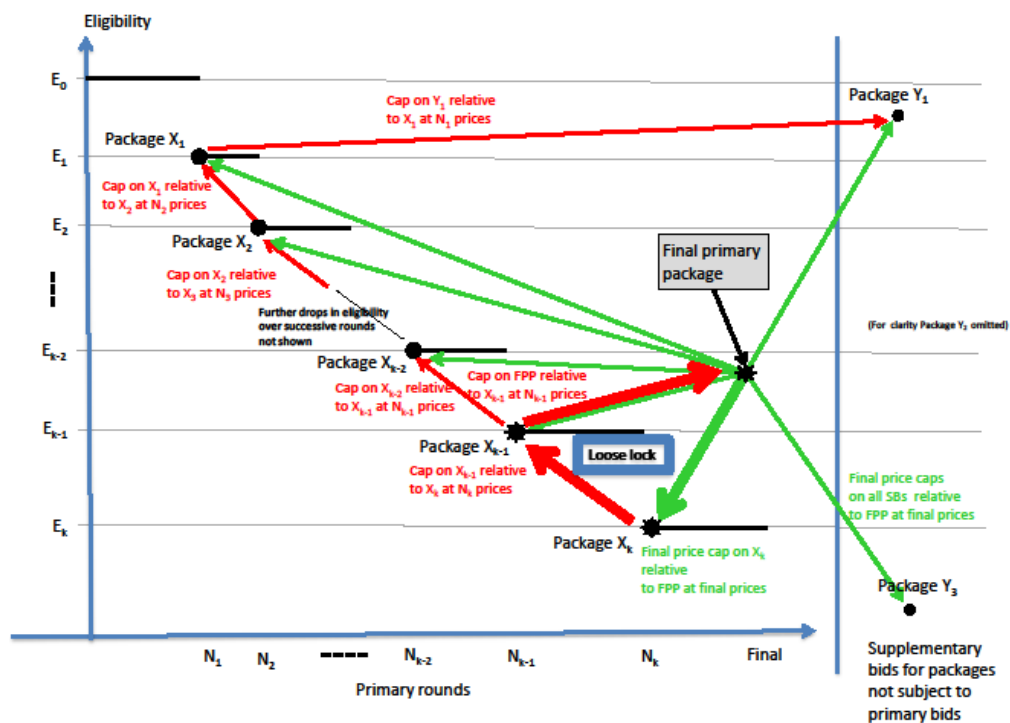 Eligibility
E0
Package Y1
Cap on Y1 relative
to X1 at N1 prices
Package X1
E1
Cap on X1 relative
to X2 at N2 prices
E2
Package X2
Final primary
package
Cap on X2 relative
to X3 at N3 prices
Further drops in eligibility
over successive rounds
not shown
(For clarity Package Y2 omitted)
Ek-2
Package Xk-2
Cap on Xk-2 relative
to Xk-1 at Nk-1 prices
Cap on FPP relative
to Xk-1 at Nk-1 prices
Ek-1
Package Xk-1
Loose lock
Cap on Xk-1 relative
to Xk at Nk prices
Final price caps
on all SBs relative
to FPP at final prices
Ek
Package Xk
Final price cap on Xk
relative
to FPP at final prices
Package Y3
N1
N2
Nk-2
Nk-1
Nk
Final
Primary rounds
Supplementary
bids for packages
not subject to
primary bids